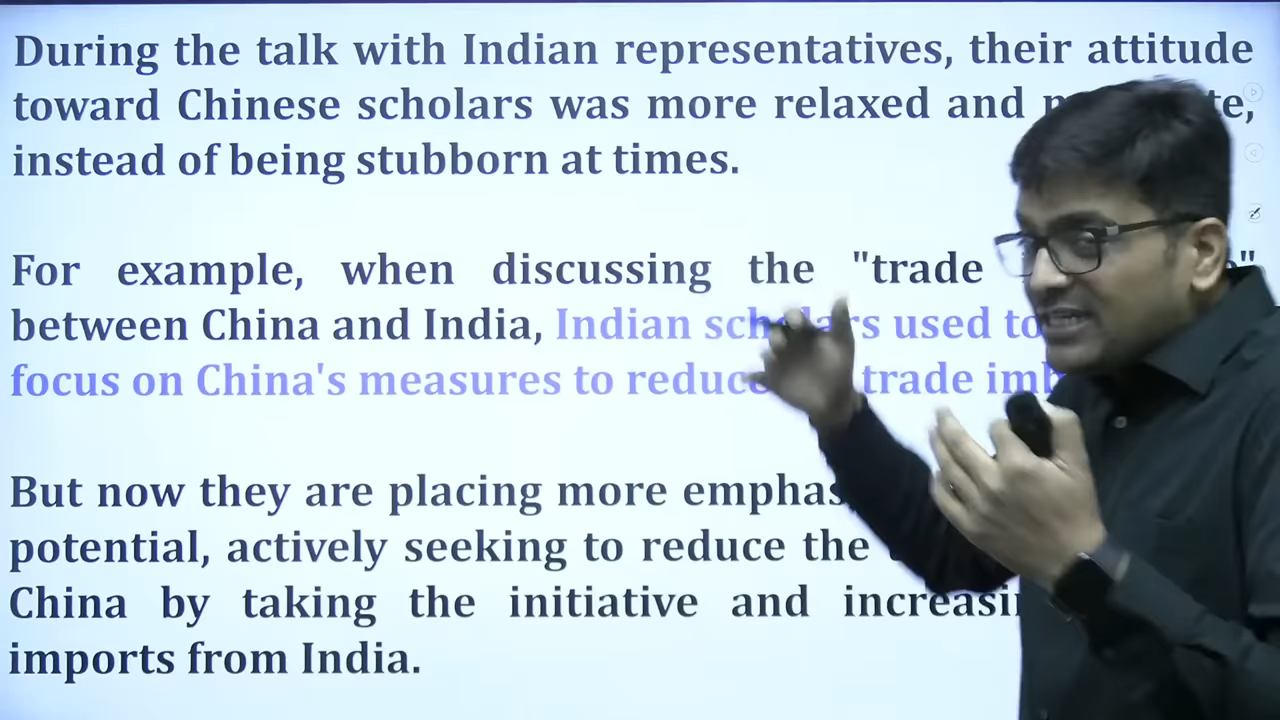 During the talk with Indian representatives, their attitude
toward Chinese scholars was more relaxed and
instead of being stubborn at times.
For example, when discussing the "trade
between China and India, Indian scholars used to
focus on China's measures to reduce trade
But now they are placing more
potential, actively seeking to reduce the
China by taking the initiative and
imports from India.